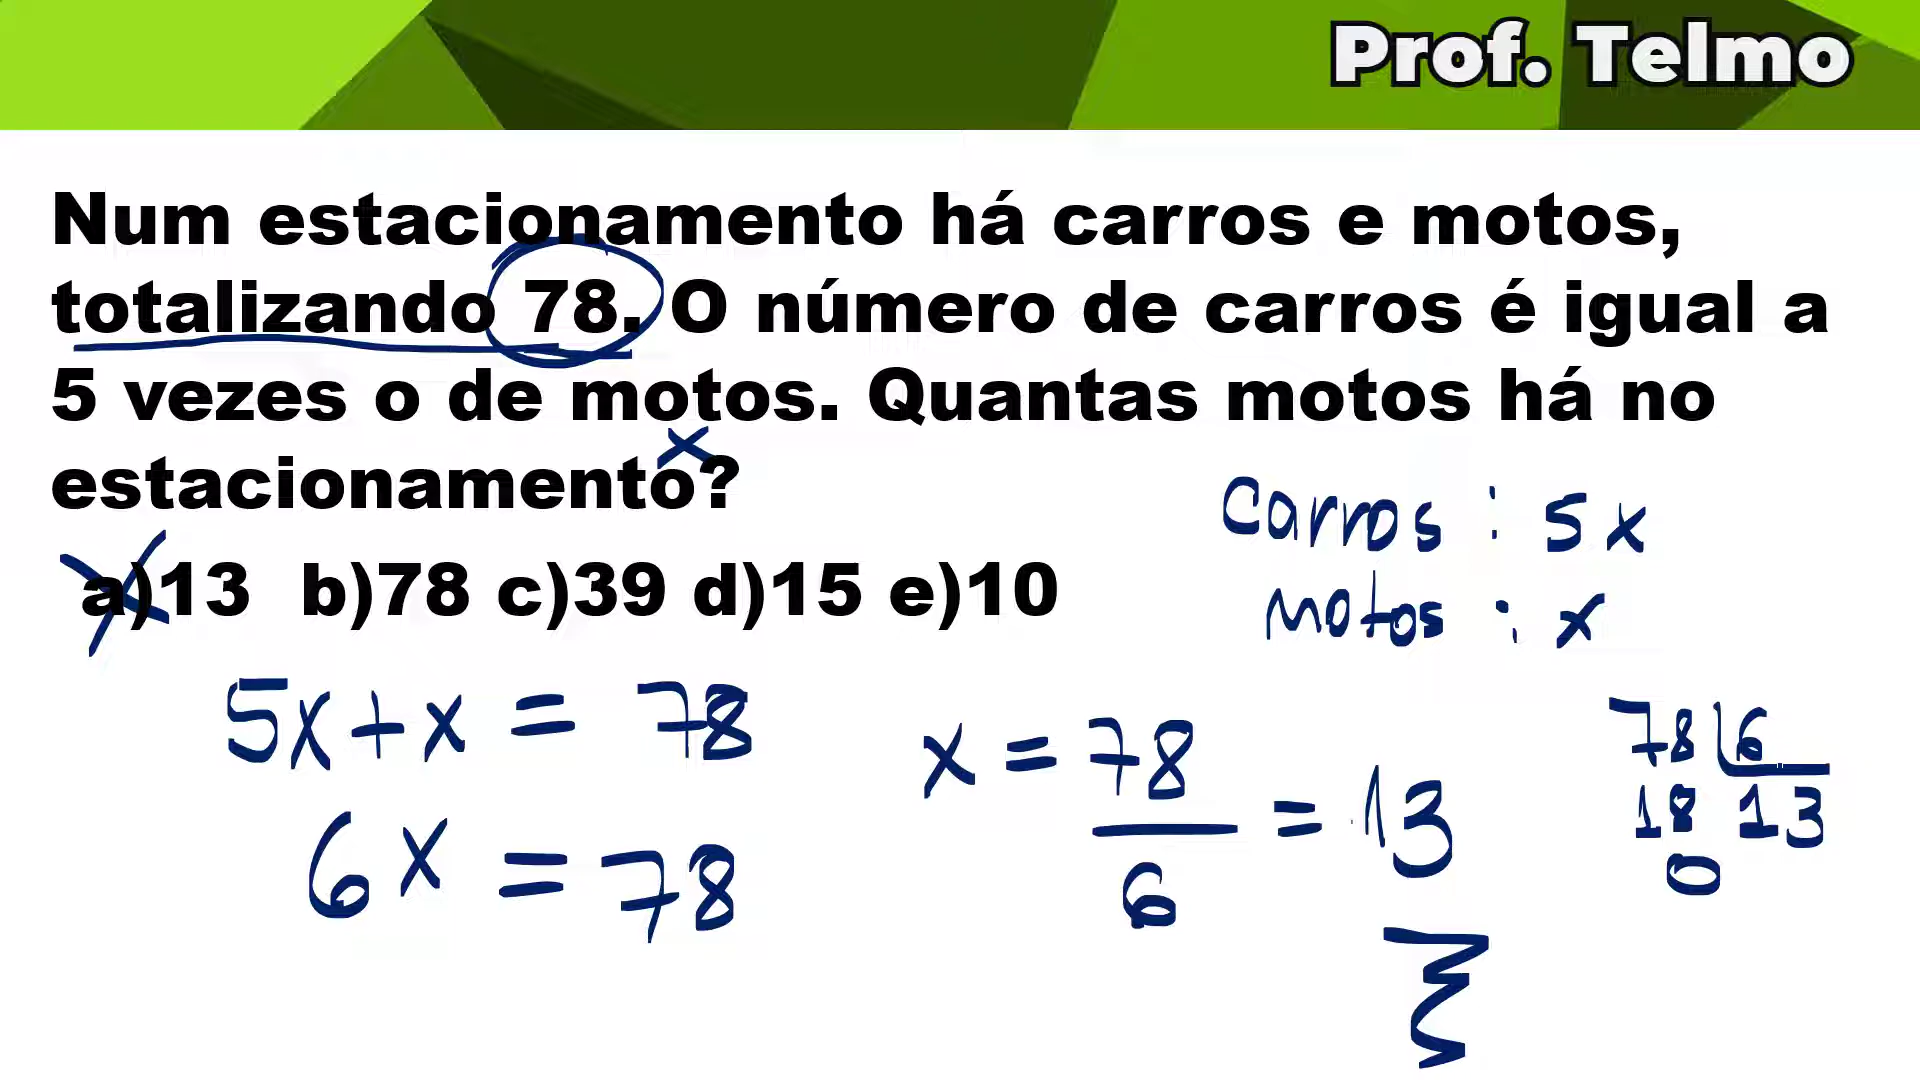 Prof. Telmo
Num estacionamento há carros e motos,
totalizando 78. O número de carros é igual a
5 vezes o de motos. Quantas motos há no
x
estacionamento?
carros : 5x
a)13 b)78 c)39 d)15 e)10
motos : x
5x+x = 78
x = 78
6
= 13
78 6
18 13
0
6x = 78